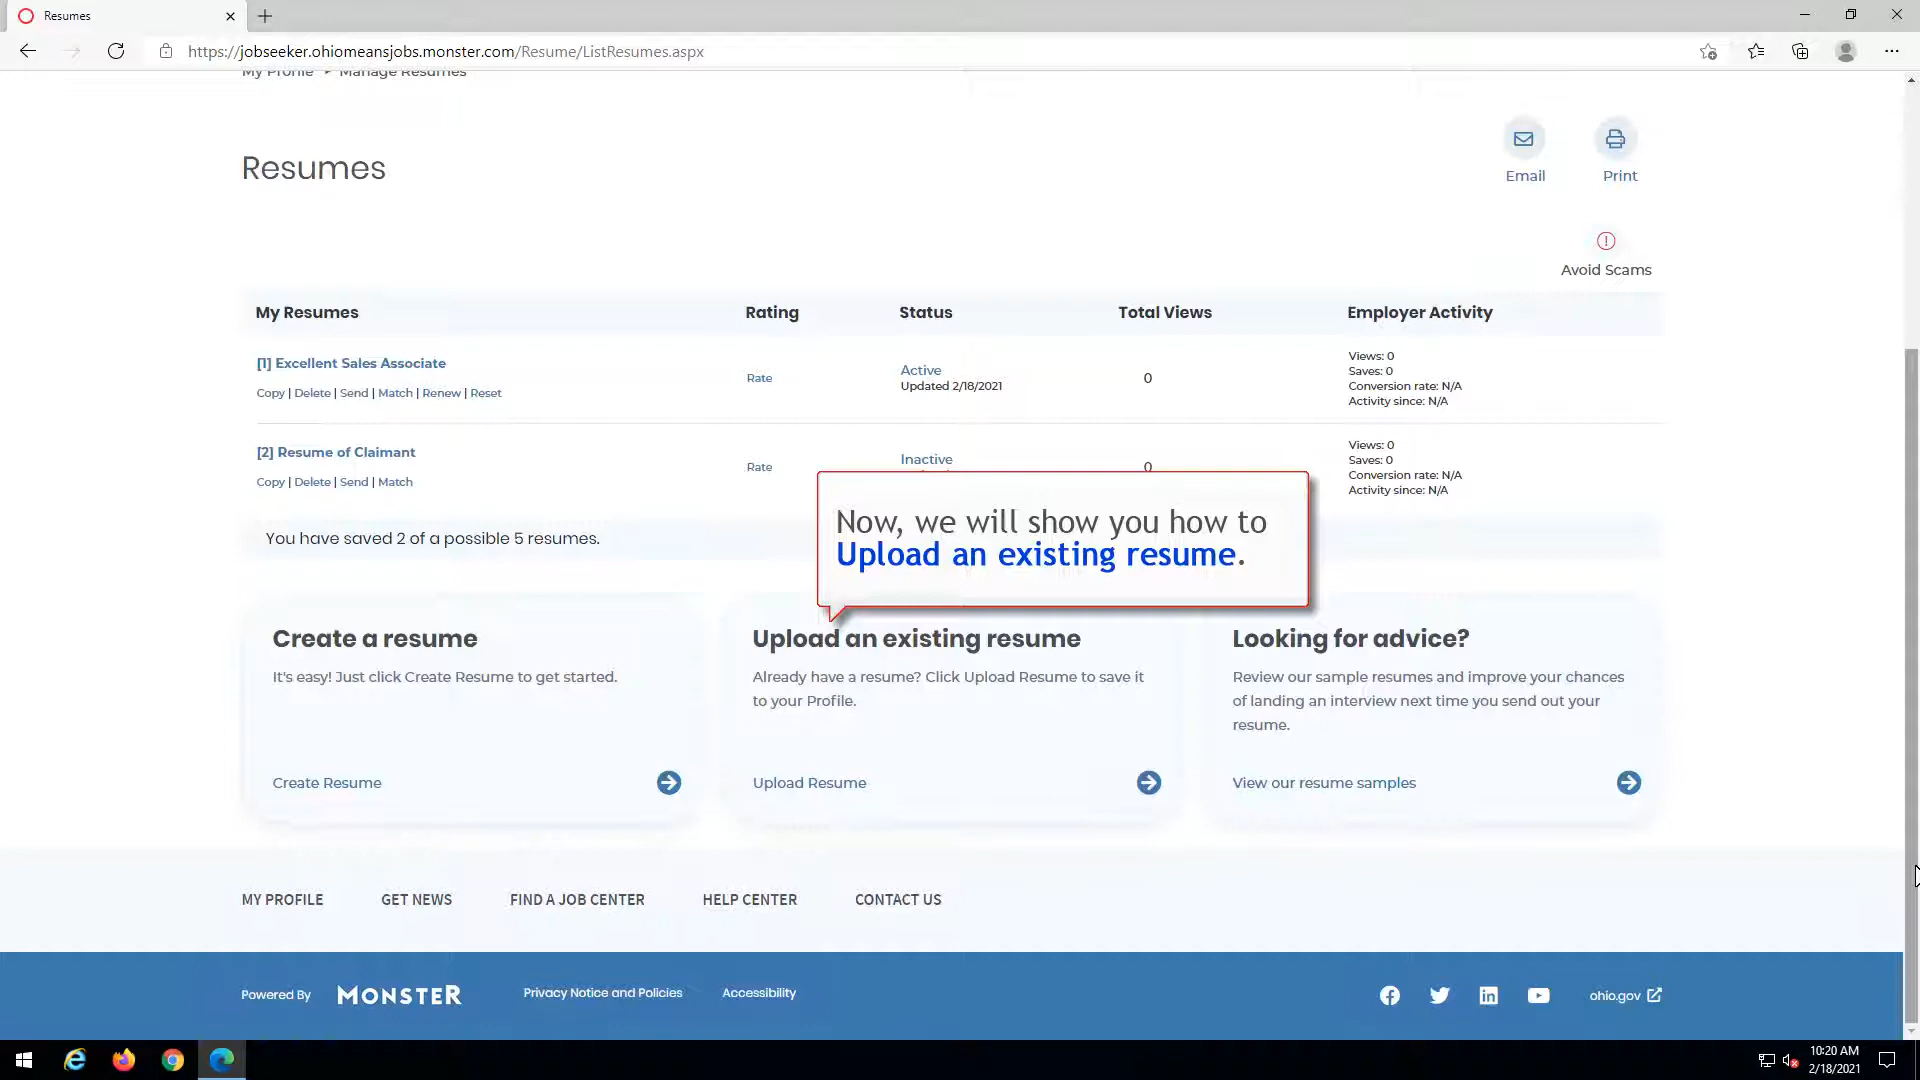 Resumes
https://jobseeker.ohiomeansjobs.monster.com/Resume/ListResumes.aspx
My Profile ▸ Manage Resumes
Resumes
Email
Print
Avoid Scams
My Resumes Rating Status Total Views Employer Activity
[1] Excellent Sales Associate
Copy | Delete | Send | Match | Renew | Reset
Rate
Active
Updated 2/18/2021
0
Views: 0
Saves: 0
Conversion rate: N/A
Activity since: N/A
[2] Resume of Claimant
Copy | Delete | Send | Match
Rate
Inactive
0
Views: 0
Saves: 0
Conversion rate: N/A
Activity since: N/A
You have saved 2 of a possible 5 resumes.
Now, we will show you how to
Upload an existing resume.
Create a resume
It's easy! Just click Create Resume to get started.
Create Resume
Upload an existing resume
Already have a resume? Click Upload Resume to save it
to your Profile.
Upload Resume
Looking for advice?
Review our sample resumes and improve your chances
of landing an interview next time you send out your
resume.
View our resume samples
MY PROFILE GET NEWS FIND A JOB CENTER HELP CENTER CONTACT US
Powered By MONSTER Privacy Notice and Policies Accessibility ohio.gov
10:20 AM
2/18/2021